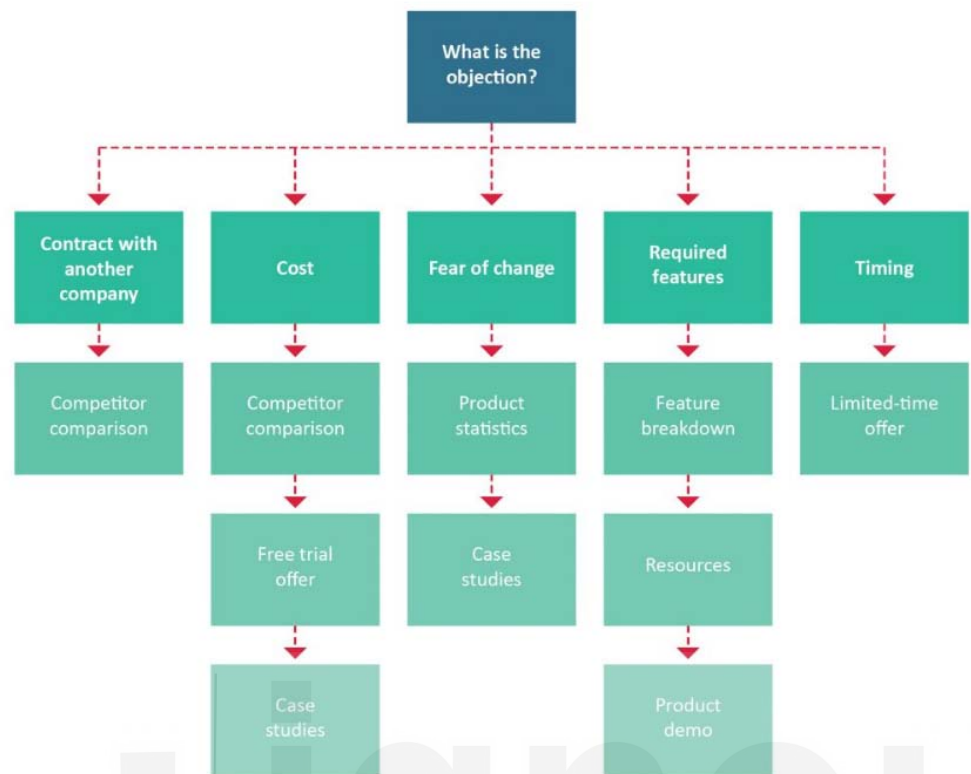 What is the
objection?
Contract with
another
company
Cost
Fear of change
Required
features
Timing
Competitor
comparison
Competitor
comparison
Product
statistics
Feature
breakdown
Limited-time
offer
Free trial
offer
Case
studies
Resources
Case
studies
Product
demo